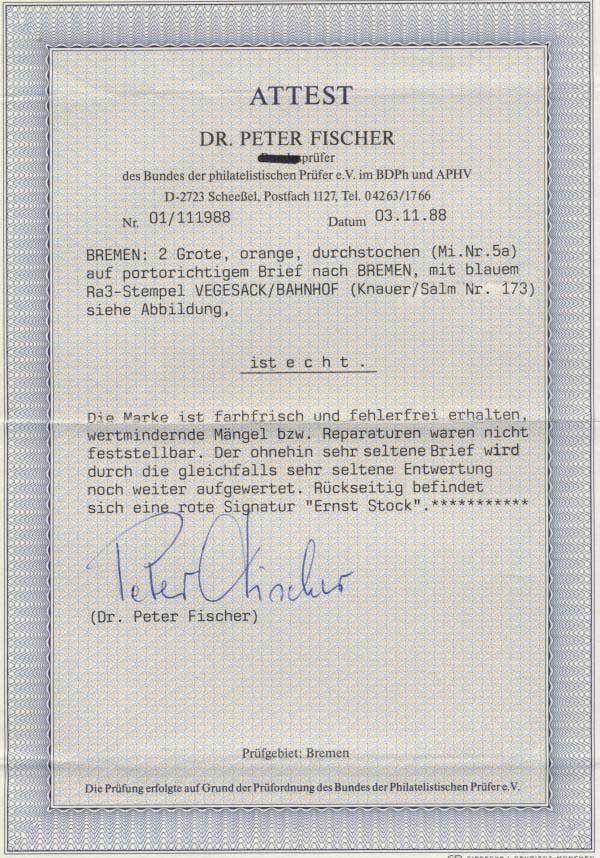 ATTEST
DR. PETER FISCHER
prüfer
des Bundes der philatelistischen Prüfer e.V. im BDPh und APHV
D-2723 Scheeßel, Postfach 1127, Tel. 04263/1766
Nr. 01/111988 Datum 03.11.88
BREMEN: 2 Grote, orange, durchstochen (Mi.Nr.5a)
auf portorichtigem Brief nach BREMEN, mit blauem
Ra3-Stempel VEGESACK/BAHNHOF (Knauer/Salm Nr. 173)
siehe Abbildung,
ist e c h t .
Die Marke ist farbfrisch und fehlerfrei erhalten,
wertmindernde Mängel bzw. Reparaturen waren nicht
feststellbar. Der ohnehin sehr seltene Brief wird
durch die gleichfalls sehr seltene Entwertung
noch weiter aufgewertet. Rückseitig befindet
sich eine rote Signatur "Ernst Stock".***********
Peter Fischer
(Dr. Peter Fischer)
Prüfgebiet: Bremen
Die Prüfung erfolgte auf Grund der Prüfordnung des Bundes der Philatelistischen Prüfer e.V.